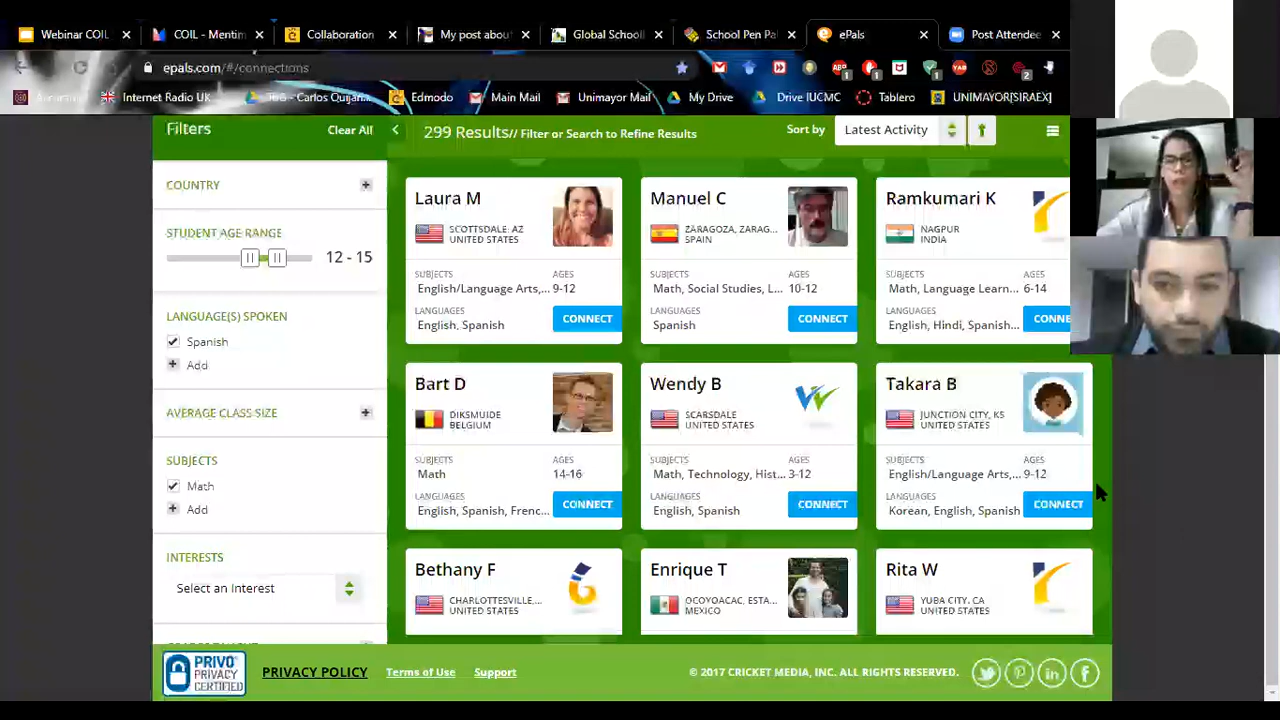 Webinar COIL
COIL - Mentim
Collaboration
My post about
Global Schooll
School Pen Pa
ePals
Post Attendee
epals.com/#/connections
Internet Radio UK
Carlos Quijan...
Edmodo
Main Mail
Unimayor Mail
My Drive
Drive IUCMC
Tablero
UNIMAYOR[SIRAEX]
Filters
Clear All
299 Results// Filter or Search to Refine Results
Sort by
Latest Activity
COUNTRY
STUDENT AGE RANGE
12 - 15
LANGUAGE(S) SPOKEN
Spanish
Add
AVERAGE CLASS SIZE
SUBJECTS
Math
Add
INTERESTS
Select an Interest
Laura M
SCOTTSDALE, AZ
UNITED STATES
SUBJECTS
AGES
English/Language Arts,...
9-12
LANGUAGES
English, Spanish
CONNECT
Manuel C
ZARAGOZA, ZARAG...
SPAIN
SUBJECTS
AGES
Math, Social Studies, L...
10-12
LANGUAGES
Spanish
CONNECT
Ramkumari K
NAGPUR
INDIA
SUBJECTS
AGES
Math, Language Learn...
6-14
LANGUAGES
English, Hindi, Spanish...
CONNE
Bart D
DIKSMUIDE
BELGIUM
SUBJECTS
AGES
Math
14-16
LANGUAGES
English, Spanish, Frenc...
CONNECT
Wendy B
SCARSDALE
UNITED STATES
SUBJECTS
AGES
Math, Technology, Hist...
3-12
LANGUAGES
English, Spanish
CONNECT
Takara B
JUNCTION CITY, KS
UNITED STATES
SUBJECTS
AGES
English/Language Arts,...
9-12
LANGUAGES
Korean, English, Spanish
CONNECT
Bethany F
CHARLOTTESVILLE,...
UNITED STATES
Enrique T
OCOYOACAC, ESTA...
MEXICO
Rita W
YUBA CITY, CA
UNITED STATES
PRIVO
PRIVACY
CERTIFIED
PRIVACY POLICY
Terms of Use
Support
© 2017 CRICKET MEDIA, INC. ALL RIGHTS RESERVED.